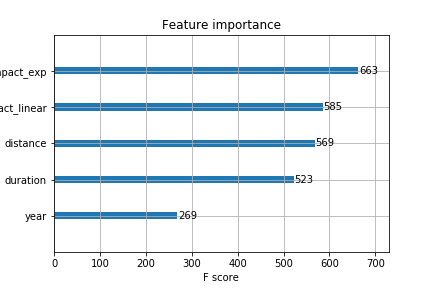 Feature importance
pact_exp
663
act_linear
585
distance
569
duration
523
year
269
0 100 200 300 400 500 600 700
F score